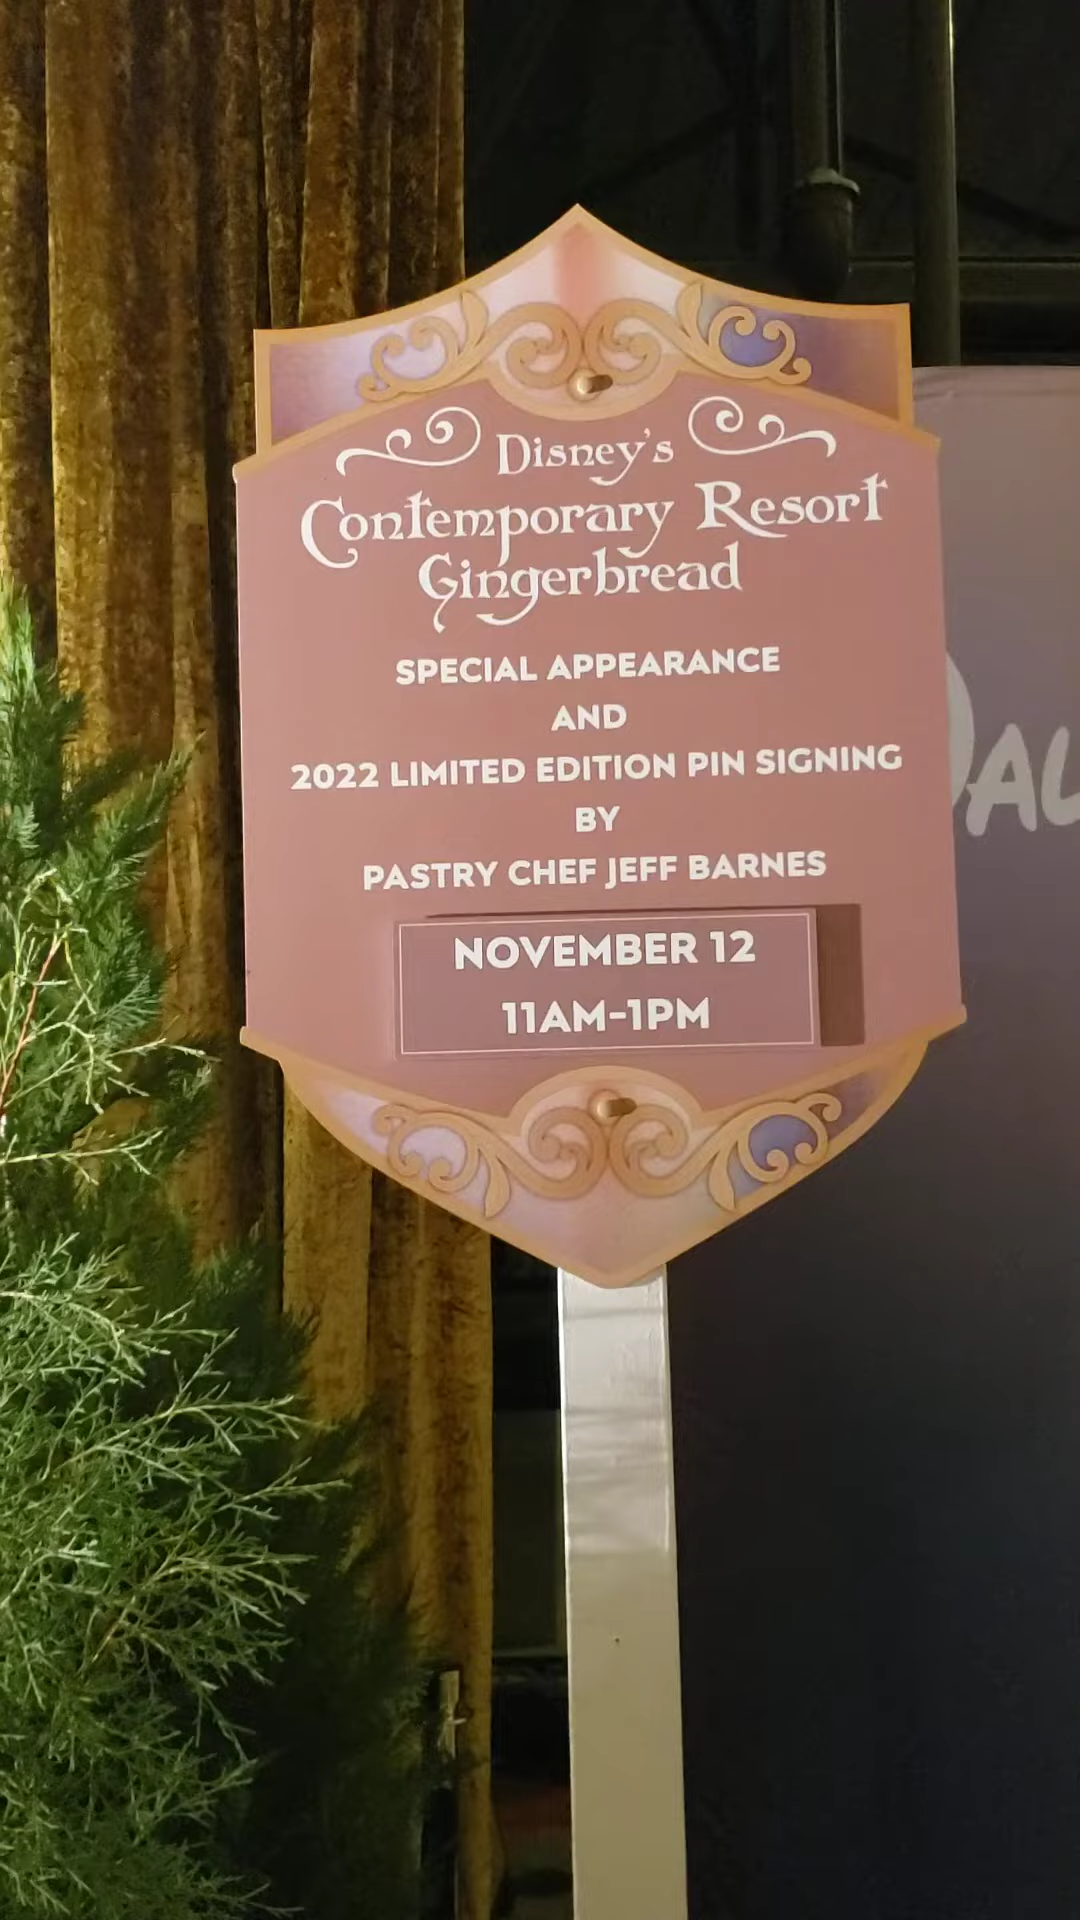 Disney's
Contemporary Resort
Gingerbread
SPECIAL APPEARANCE
AND
2022 LIMITED EDITION PIN SIGNING
BY
PASTRY CHEF JEFF BARNES
NOVEMBER 12
11AM-1PM